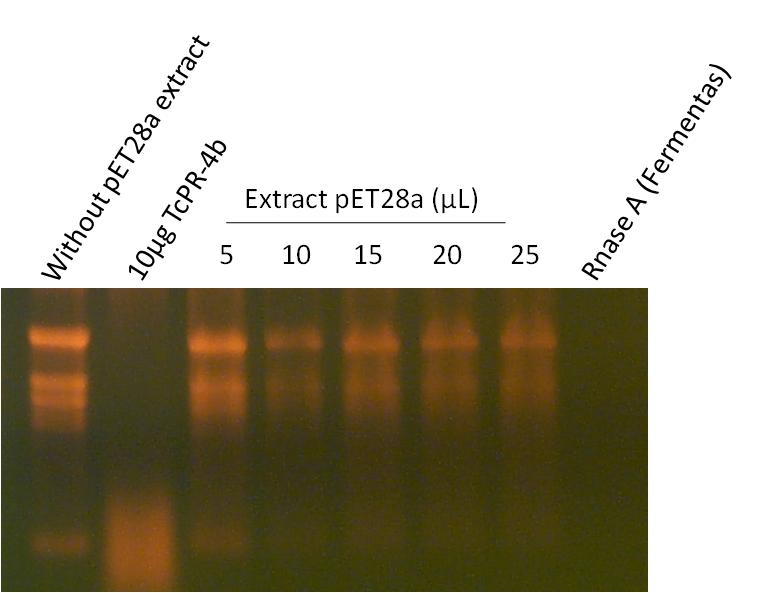 Without pET28a extract
10µg TcPR-4b
Extract pET28a (µL)
5 10 15 20 25
Rnase A (Fermentas)